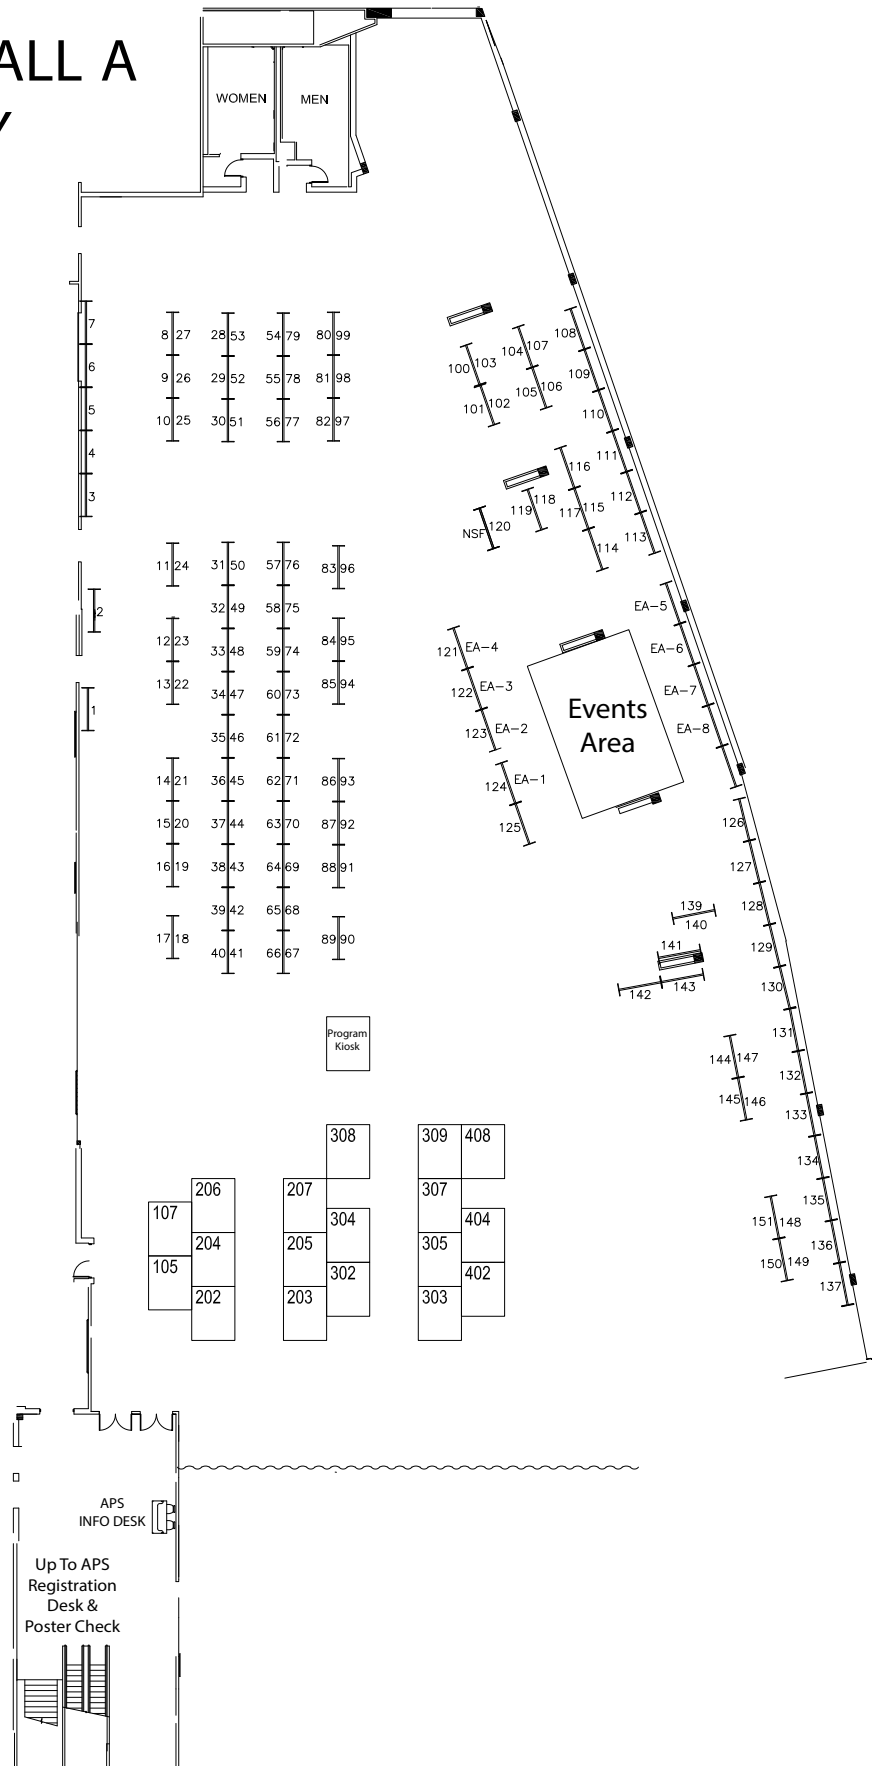 ALL A
Y
WOMEN MEN
7
6
5
4
3
2
1
8 27 28 53 54 79 80 99
9 26 29 52 55 78 81 98
10 25 30 51 56 77 82 97
11 24 31 50 57 76 83 96
32 49 58 75
12 23 33 48 59 74 84 95
13 22 34 47 60 73 85 94
35 46 61 72
14 21 36 45 62 71 86 93
15 20 37 44 63 70 87 92
16 19 38 43 64 69 88 91
39 42 65 68
17 18 40 41 66 67 89 90
100 103 104 107 108
101 102 105 106 109
110
111
112
113
116
118
119 117 115
NSF 120
114
EA-5
121 EA-4 EA-6
122 EA-3 EA-7
123 EA-2 EA-8
124 EA-1
125
Events
Area
126
127
128
129
130
131
132
133
134
135
136
137
139
140
141
142 143
144 147
145 146
151 148
150 149
Program
Kiosk
308 309 408
206 207 307
107 304 404
204 205 305
105 302 402
202 203 303
APS
INFO DESK
Up To APS
Registration
Desk &
Poster Check